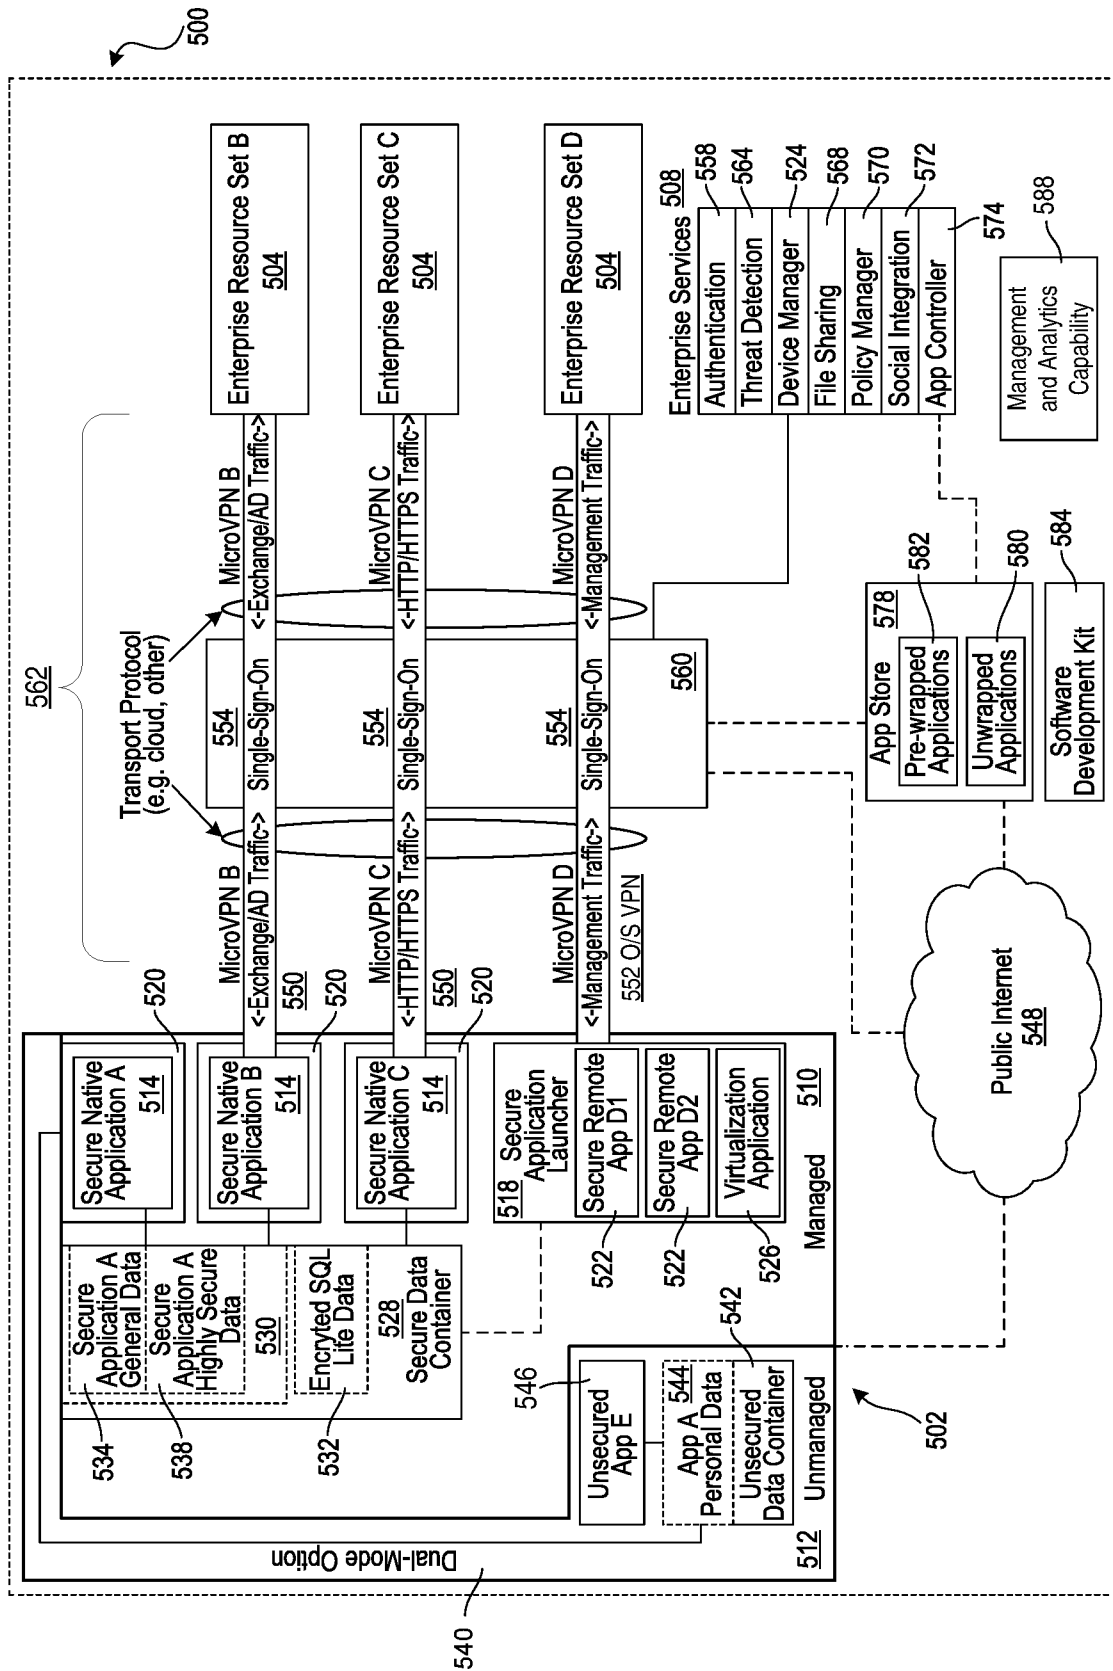 500
562
Transport Protocol
(e.g. cloud, other)
540
Dual-Mode Option
534
Secure
Application A
General Data
538
Secure
Application A
Highly Secure
Data
530
532
Encryted SQL
Life Data
528
Secure Data
Container
Secure Native
Application A
514
520
Secure Native
Application B
514
520
550
Secure Native
Application C
514
520
550
518
Secure
Application
Launcher
Secure Remote
App D1
522
Secure Remote
App D2
522
Virtualization
Application
526
Managed
510
546
Unsecured
App E
544
App A
Personal Data
542
Unsecured
Data Container
Unmanaged
512
502
MicroVPN B
<-Exchange/AD Traffic->
554
Single-Sign-On
MicroVPN B
<-Exchange/AD Traffic->
Enterprise Resource Set B
504
MicroVPN C
<-HTTP/HTTPS Traffic->
554
Single-Sign-On
MicroVPN C
<-HTTP/HTTPS Traffic->
Enterprise Resource Set C
504
MicroVPN D
<-Management Traffic->
552 O/S VPN
554
Single-Sign-On
MicroVPN D
<-Management Traffic->
Enterprise Resource Set D
504
560
Enterprise Services 508
Authentication
558
Threat Detection
564
Device Manager
524
File Sharing
568
Policy Manager
570
Social Integration
572
App Controller
574
Public Internet
548
App Store
578
Pre-wrapped
Applications
582
Unwrapped
Applications
580
Software
Development Kit
584
Management
and Analytics
Capability
588